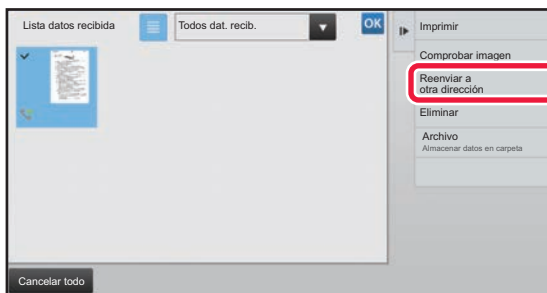 Lista datos recibida
Todos dat. recib.
OK
Imprimir
Comprobar imagen
Reenviar a
otra dirección
Eliminar
Archivo
Almacenar datos en carpeta
Cancelar todo